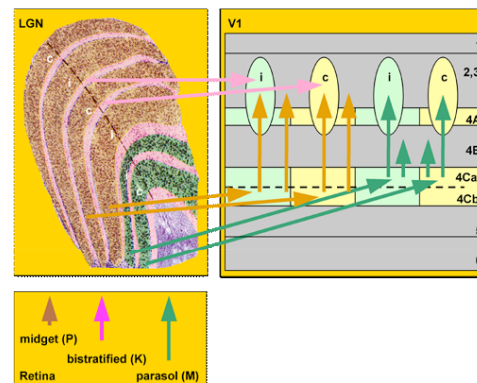 LGN
V1
c
i
c
i
c
i
c
i
c
2,3
4A
4B
4Ca
4Cb
midget (P)
bistratified (K)
Retina
parasol (M)